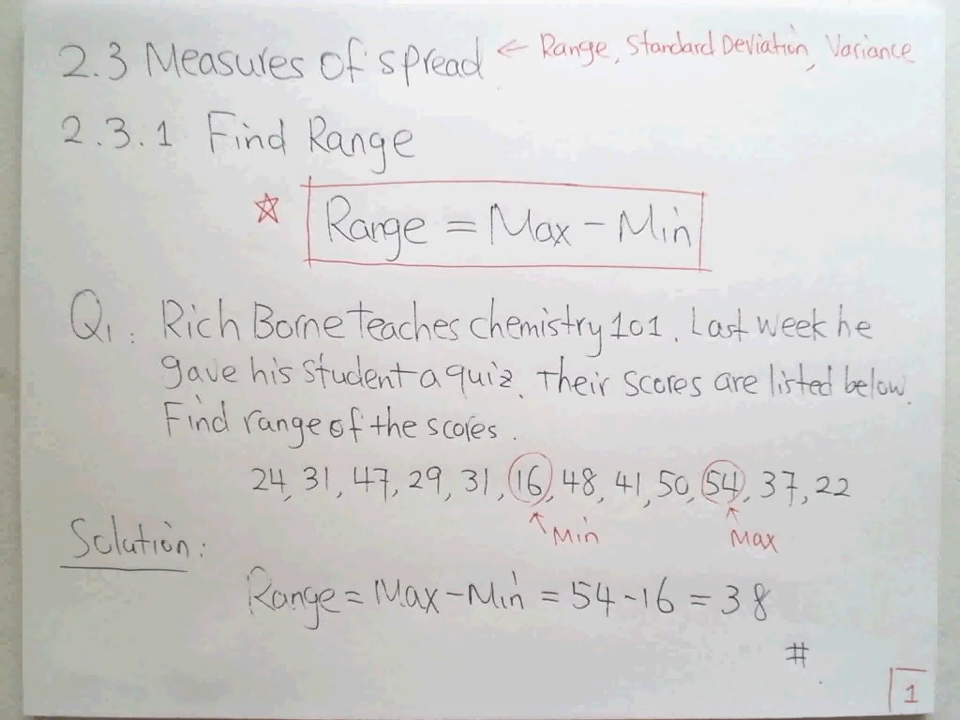 2.3 Measures of spread ← Range, Standard Deviation, Variance
2.3.1 Find Range
☆ Range = Max - Min
Q1: Rich Borne teaches chemistry 101. Last week he
gave his student a quiz. Their scores are listed below.
Find range of the scores.
24, 31, 47, 29, 31, 16, 48, 41, 50, 54, 37, 22
↖ Min ↖ Max
Solution:
Range = Max - Min = 54 - 16 = 38
#
1